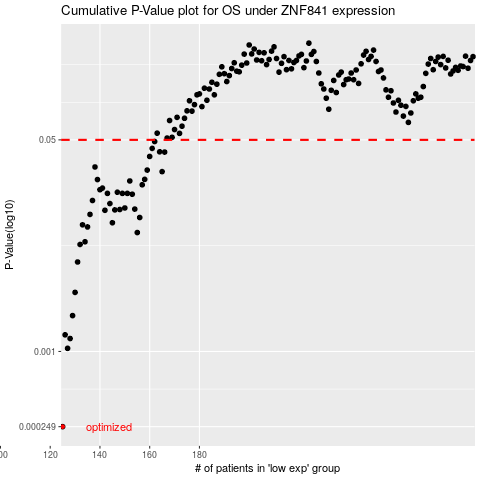 Cumulative P-Value plot for OS under ZNF841 expression
P-Value(log10)
0.05
0.001
0.000249
optimized
00 120 140 160 180
# of patients in 'low exp' group